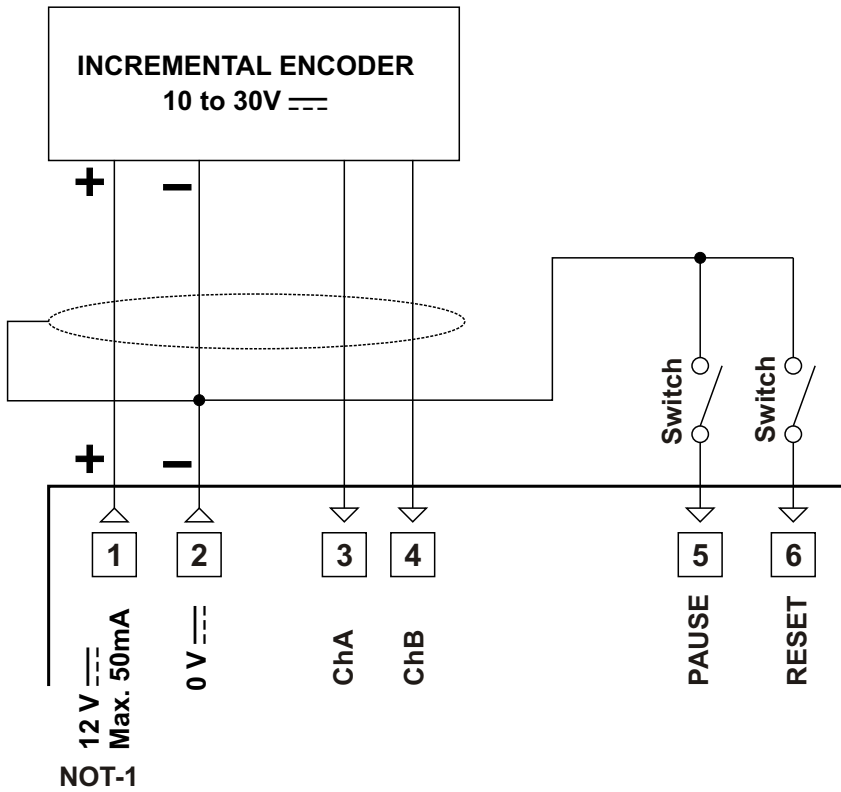 INCREMENTAL ENCODER
10 to 30V
+
−
Switch
Switch
+
−
1
2
3
4
5
6
12 V
Max. 50mA
0 V
ChA
ChB
PAUSE
RESET
NOT-1